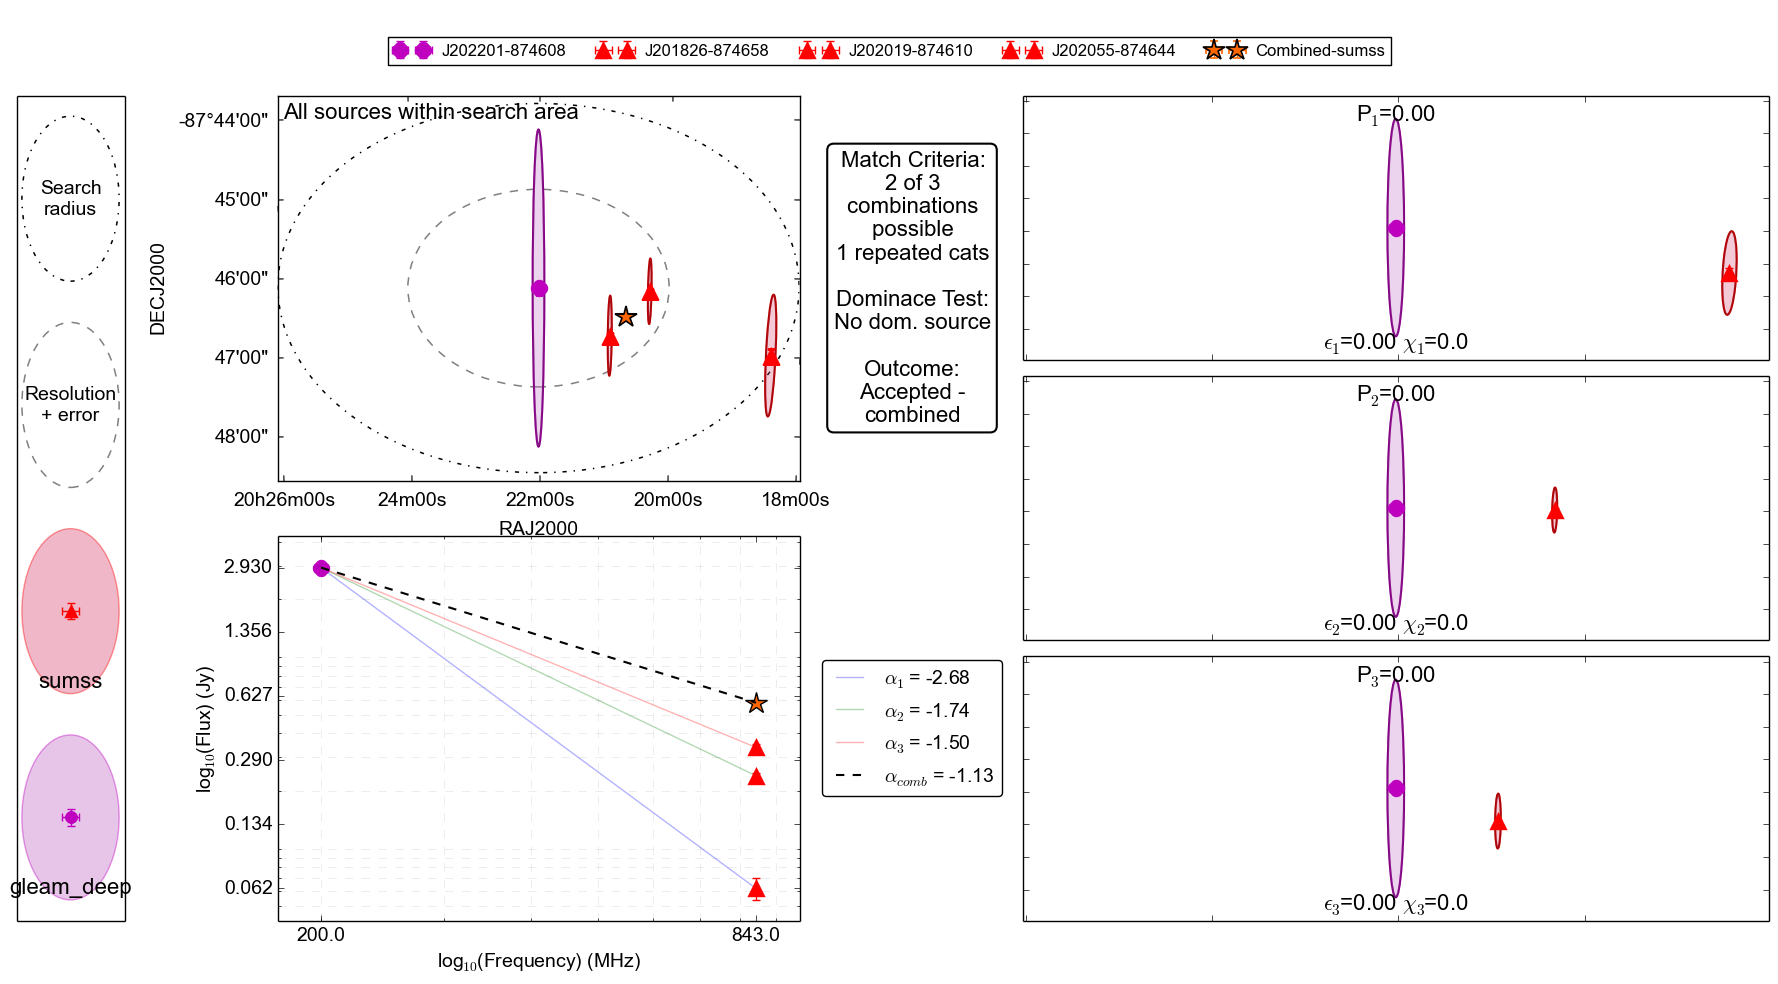 J202201-874608
J201826-874658
J202019-874610
J202055-874644
Combined-sumss
Search
radius
Resolution
+ error
sumss
gleam_deep
All sources within search area
DECJ2000
-87°44'00"
45'00"
46'00"
47'00"
48'00"
20h26m00s
24m00s
22m00s
20m00s
18m00s
RAJ2000
Match Criteria:
2 of 3
combinations
possible
1 repeated cats
Dominace Test:
No dom. source
Outcome:
Accepted -
combined
log₁₀(Flux) (Jy)
2.930
1.356
0.627
0.290
0.134
0.062
200.0
843.0
log₁₀(Frequency) (MHz)
α₁ = -2.68
α₂ = -1.74
α₃ = -1.50
α_comb = -1.13
P₁=0.00
ϵ₁=0.00 χ₁=0.0
P₂=0.00
ϵ₂=0.00 χ₂=0.0
P₃=0.00
ϵ₃=0.00 χ₃=0.0